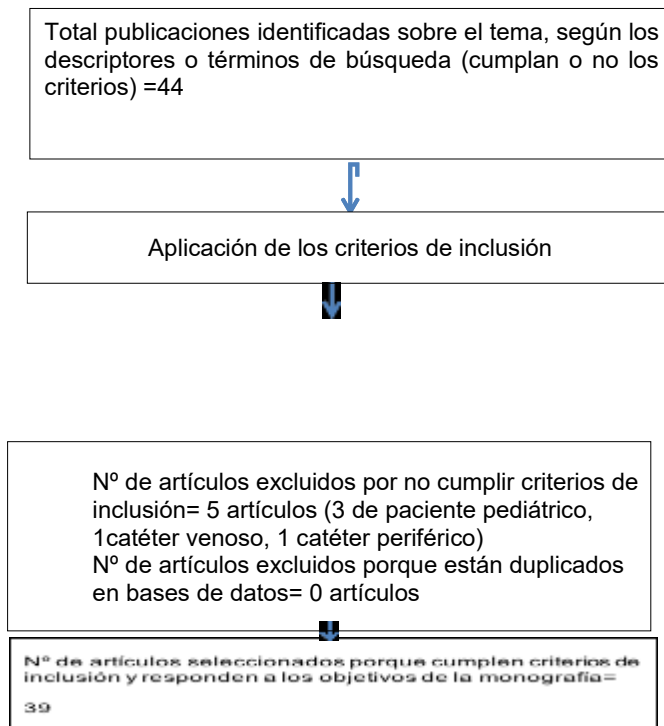 Total publicaciones identificadas sobre el tema, según los
descriptores o términos de búsqueda (cumplan o no los
criterios) =44
Aplicación de los criterios de inclusión
Nº de artículos excluidos por no cumplir criterios de
inclusión= 5 artículos (3 de paciente pediátrico,
1catéter venoso, 1 catéter periférico)
Nº de artículos excluidos porque están duplicados
en bases de datos= 0 artículos
Nº de artículos seleccionados porque cumplen criterios de
inclusión y responden a los objetivos de la monografía=
39